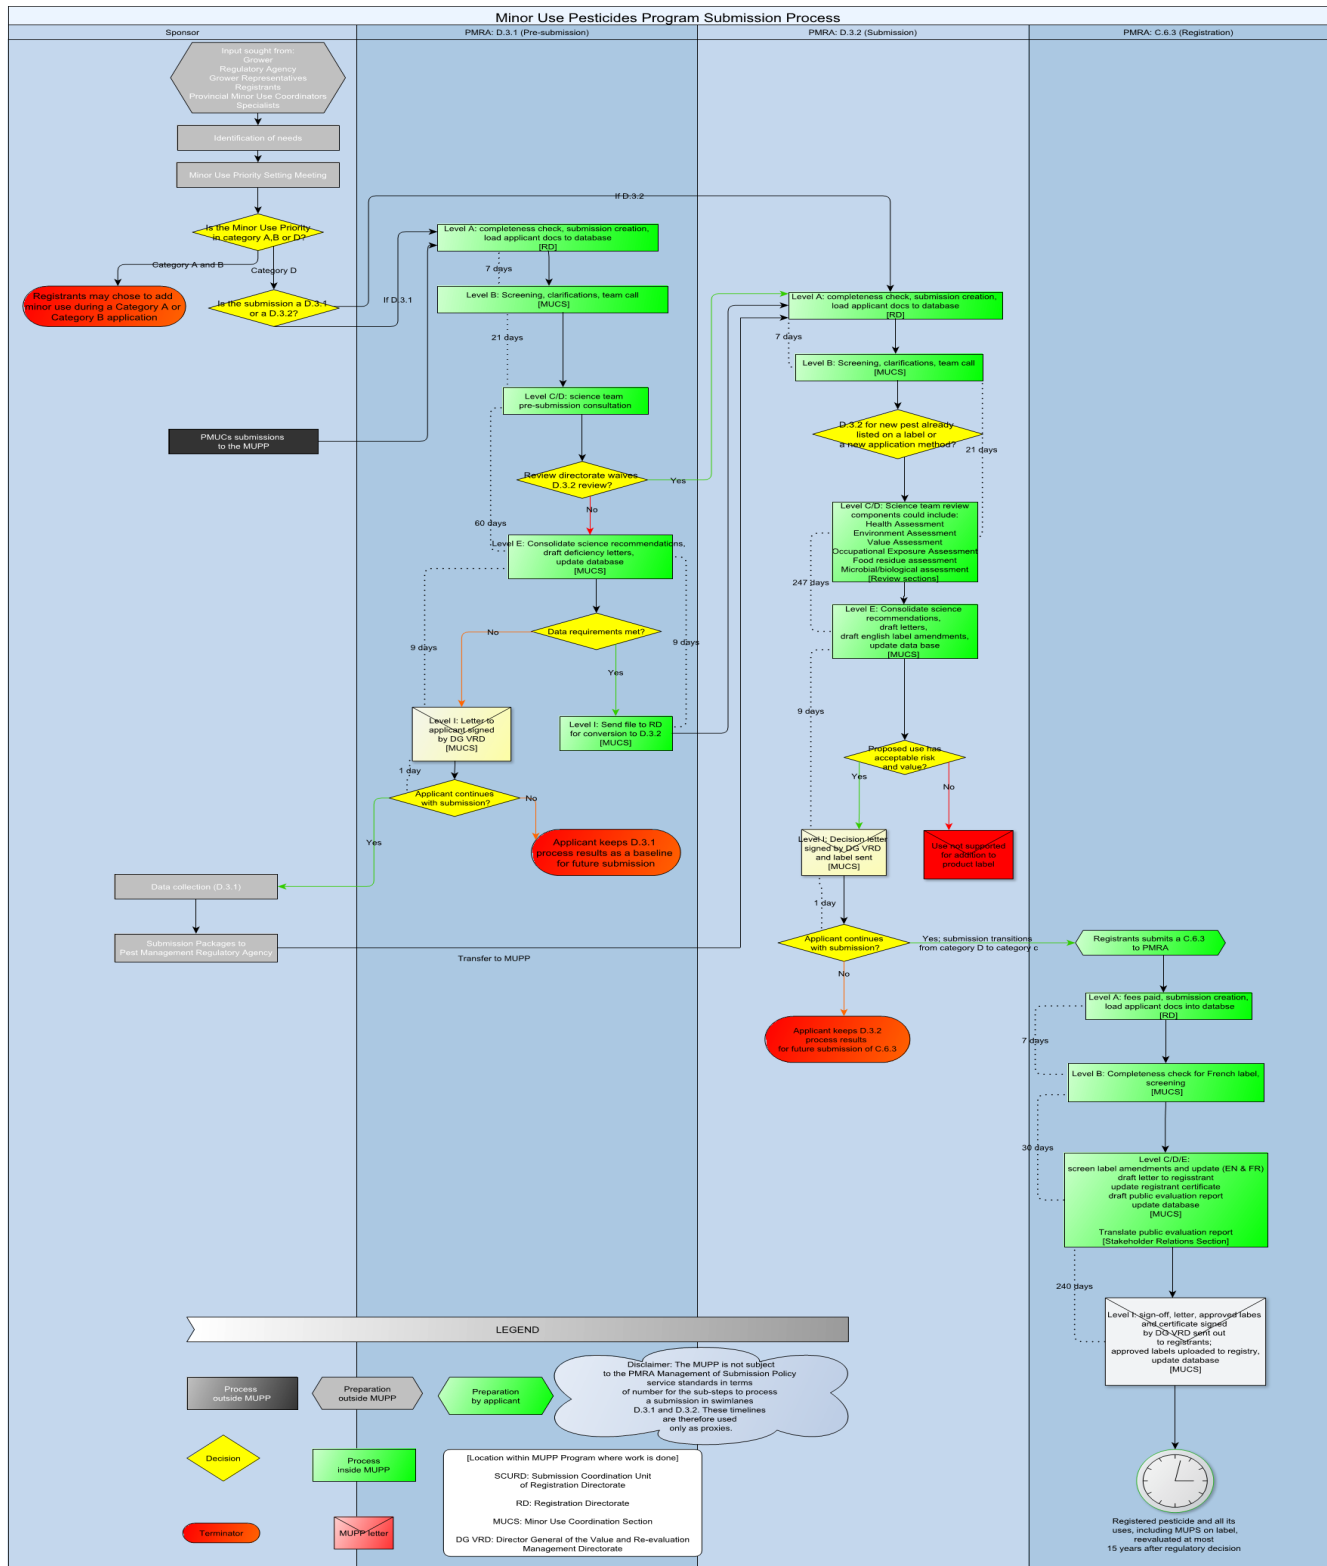 Minor Use Pesticides Program Submission Process
Sponsor
PMRA: D.3.1 (Pre-submission)
PMRA: D.3.2 (Submission)
PMRA: C.6.3 (Registration)
Input sought from:
Grower
Regulatory Agency
Grower Representatives
Registrants
Provincial Minor Use Coordinators
Specialists
Identification of needs
Minor Use Priority Setting Meeting
Is the Minor Use Priority
in category A,B or D?
Category A and B
Category D
Registrants may chose to add
minor use during a Category A or
Category B application
Is the submission a D.3.1
or a D.3.2?
If D.3.1
If D.3.2
PMUCs submissions
to the MUPP
Data collection (D.3.1)
Submission Packages to
Pest Management Regulatory Agency
Transfer to MUPP
Level A: completeness check, submission creation,
load applicant docs to database
[RD]
7 days
Level B: Screening, clarifications, team call
[MUCS]
21 days
Level C/D: science team
pre-submission consultation
Review directorate waives
D.3.2 review?
Yes
No
60 days
Level E: Consolidate science recommendations,
draft deficiency letters,
update database
[MUCS]
Data requirements met?
No
Yes
9 days
9 days
Level I: Letter to
applicant signed
by DG VRD
[MUCS]
Level I: Send file to RD
for conversion to D.3.2
[MUCS]
1 day
Applicant continues
with submission?
No
Yes
Applicant keeps D.3.1
process results as a baseline
for future submission
Level A: completeness check, submission creation,
load applicant docs to database
[RD]
7 days
Level B: Screening, clarifications, team call
[MUCS]
D.3.2 for new pest already
listed on a label or
a new application method?
21 days
Level C/D: Science team review
components could include:
Health Assessment
Environment Assessment
Value Assessment
Occupational Exposure Assessment
Food residue assessment
Microbial/biological assessment
[Review sections]
247 days
Level E: Consolidate science
recommendations,
draft letters,
draft english label amendments,
update data base
[MUCS]
9 days
Proposed use has
acceptable risk
and value?
Yes
No
Level I: Decision letter
signed by DG VRD
and label sent
[MUCS]
Use not supported
for addition to
product label
1 day
Applicant continues
with submission?
Yes; submission transitions
from category D to category c
No
Applicant keeps D.3.2
process results
for future submission of C.6.3
Registrants submits a C.6.3
to PMRA
Level A: fees paid, submission creation,
load applicant docs into databse
[RD]
7 days
Level B: Completeness check for French label,
screening
[MUCS]
30 days
Level C/D/E:
screen label amendments and update (EN & FR)
draft letter to regisstrant
update registrant certificate
draft public evaluation report
update database
[MUCS]
Translate public evaluation report
[Stakeholder Relations Section]
240 days
Level I: sign-off, letter, approved labes
and certificate signed
by DG VRD sent out
to registrants;
approved labels uploaded to registry,
update database
[MUCS]
Registered pesticide and all its
uses, including MUPS on label,
reevaluated at most
15 years after regulatory decision
LEGEND
Process
outside MUPP
Preparation
outside MUPP
Preparation
by applicant
Disclaimer: The MUPP is not subject
to the PMRA Management of Submission Policy
service standards in terms
of number for the sub-steps to process
a submission in swimlanes
D.3.1 and D.3.2. These timelines
are therefore used
only as proxies.
Decision
Process
inside MUPP
Terminator
MUPP letter
[Location within MUPP Program where work is done]
SCURD: Submission Coordination Unit
of Registration Directorate
RD: Registration Directorate
MUCS: Minor Use Coordination Section
DG VRD: Director General of the Value and Re-evaluation
Management Directorate